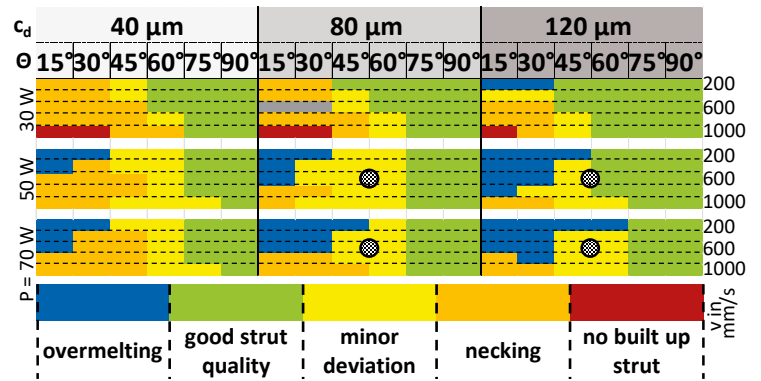 c_d 40 µm 80 µm 120 µm
Θ 15° 30° 45° 60° 75° 90° 15° 30° 45° 60° 75° 90° 15° 30° 45° 60° 75° 90°
30 W
200
600
1000
50 W
200
600
1000
P = 70 W
200
600
1000
v in
mm/s
overmelting
good strut
quality
minor
deviation
necking
no built up
strut